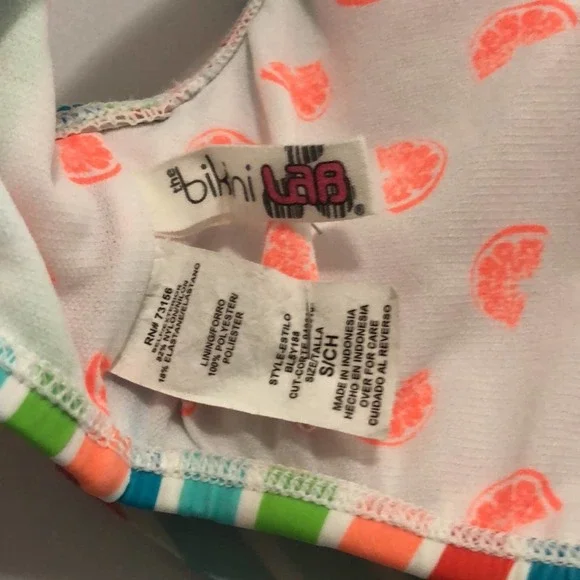 the bikini LAB ®
RN# 73156
82% NYLON/NILON
18% ELASTANE/ELASTANO
LINING/FORRO
100% POLYESTER/
POLIESTER
STYLE-ESTILO
BLSY188
CUT-CORTE
SIZE/TALLA
S/CH
MADE IN INDONESIA
HECHO EN INDONESIA
OVER FOR CARE
CUIDADO AL REVERSO